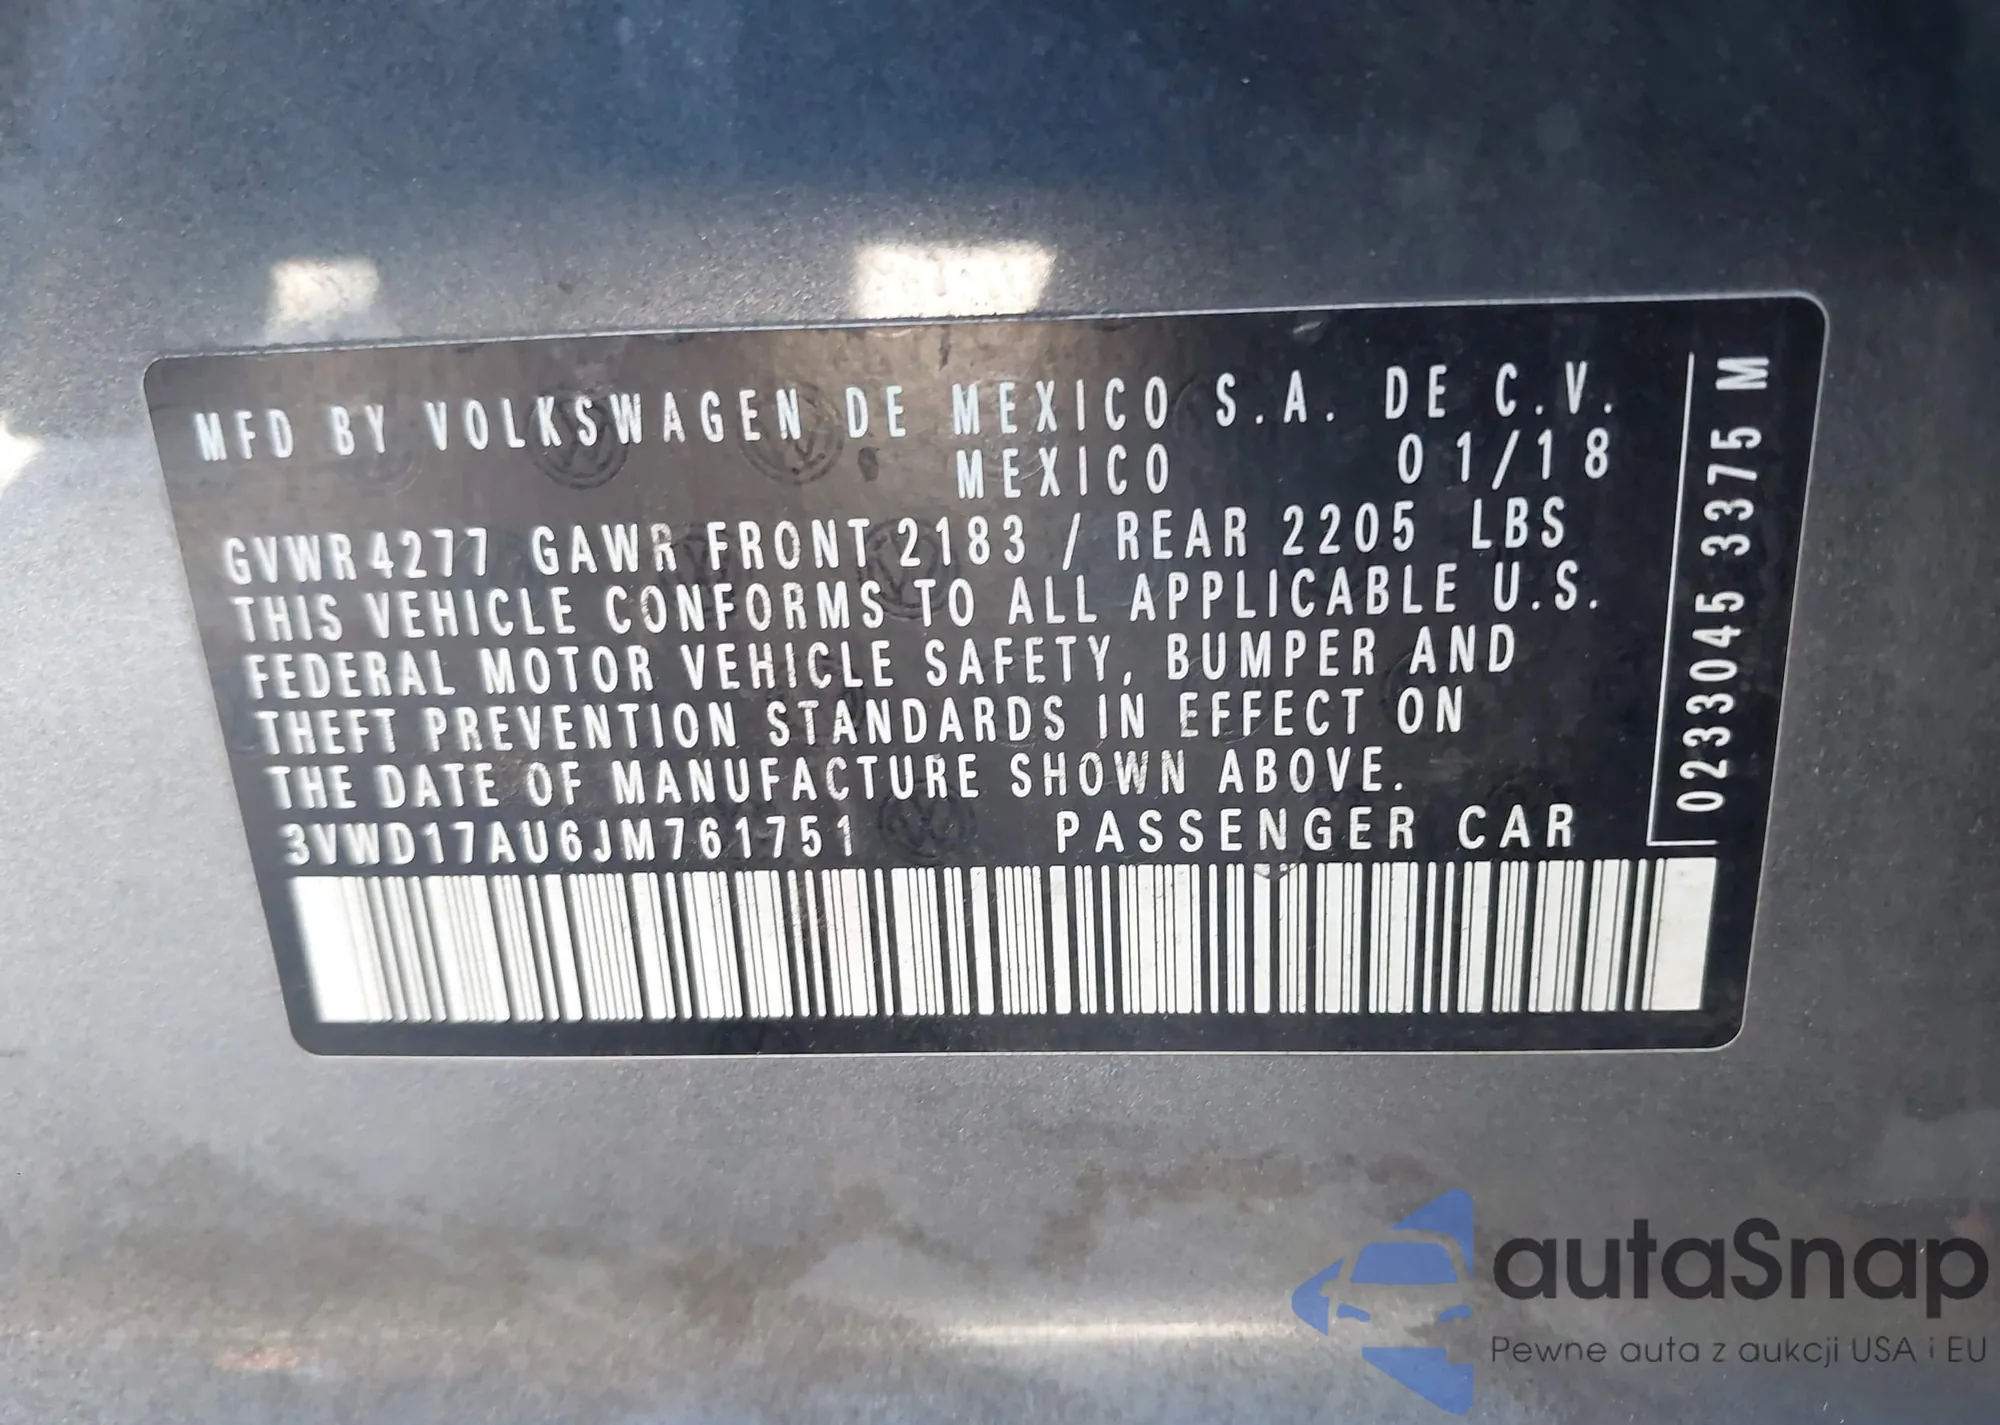 MFD BY VOLKSWAGEN DE MEXICO S.A. DE C.V.
MEXICO 01/18
GVWR 4277 GAWR FRONT 2183 / REAR 2205 LBS
THIS VEHICLE CONFORMS TO ALL APPLICABLE U.S.
FEDERAL MOTOR VEHICLE SAFETY, BUMPER AND
THEFT PREVENTION STANDARDS IN EFFECT ON
THE DATE OF MANUFACTURE SHOWN ABOVE.
3VWD17AU6JM761751 PASSENGER CAR
0233045 3375 M
autaSnap
Pewne auta z aukcji USA i EU